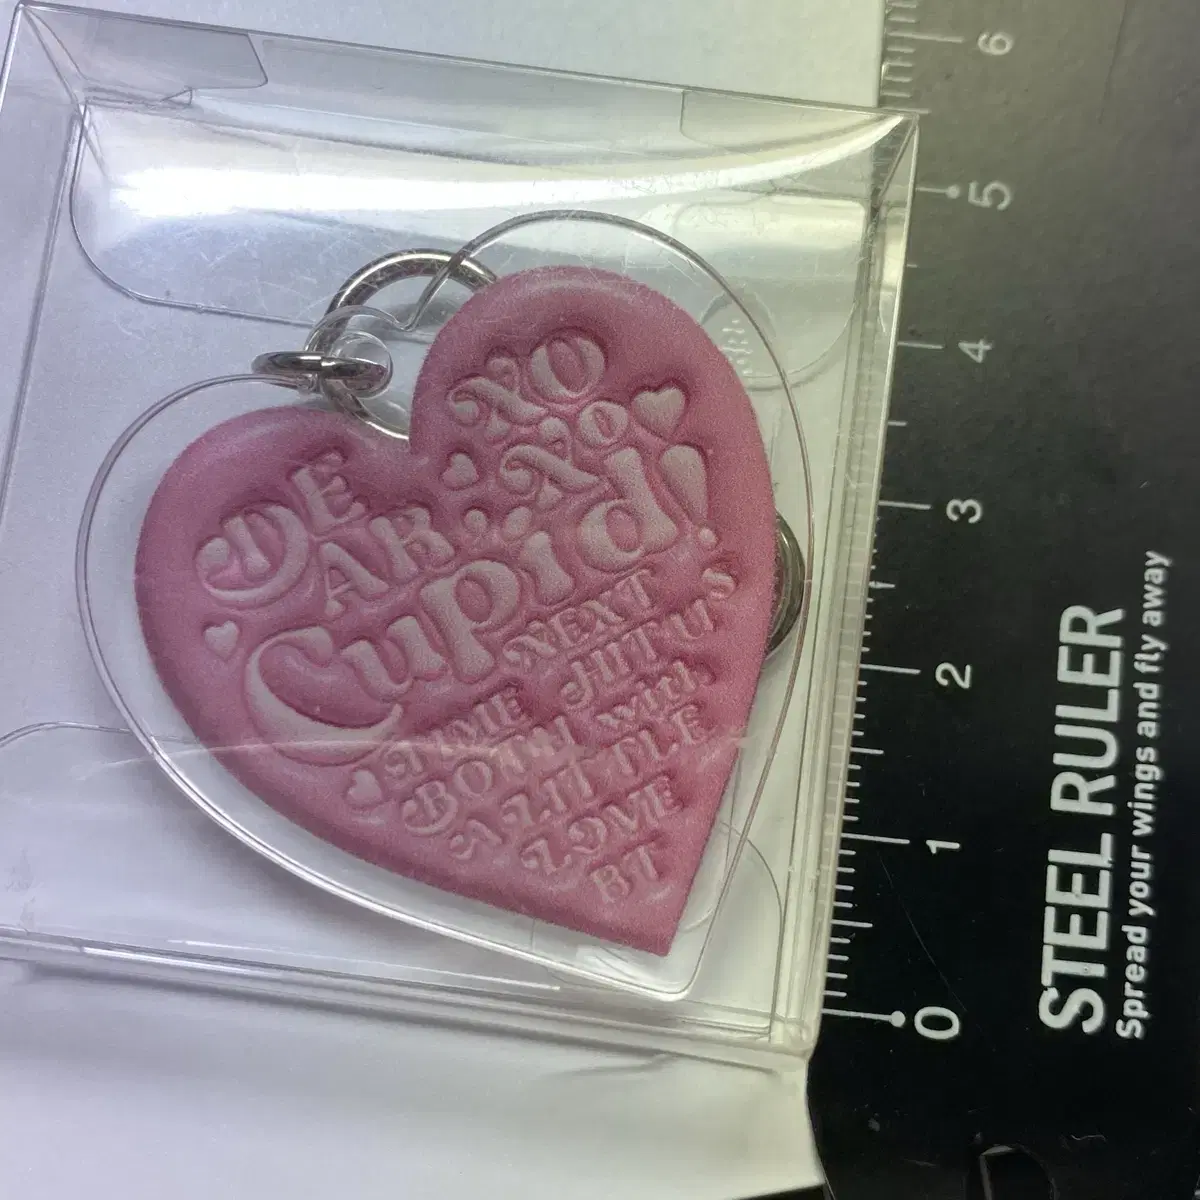 XO
XO
DE
AR
Cupid!
NEXT
TIME HIT US
BOTH with
A LITTLE
LOVE
BT
6
5
4
3
2
1
0
STEEL RULER
Spread your wings and fly away